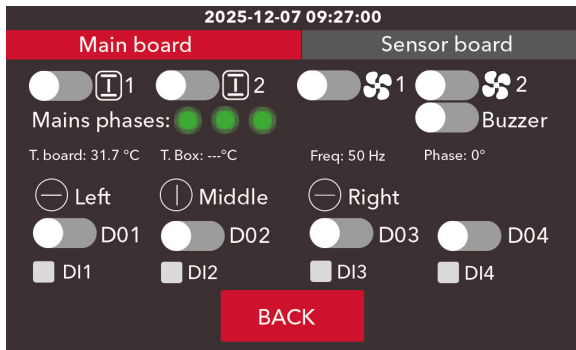 2025-12-07 09:27:00
Main board Sensor board
1 2 1 2
Mains phases: Buzzer
T. board: 31.7 °C T. Box: ---°C Freq: 50 Hz Phase: 0°
Left Middle Right
D01 D02 D03 D04
DI1 DI2 DI3 DI4
BACK